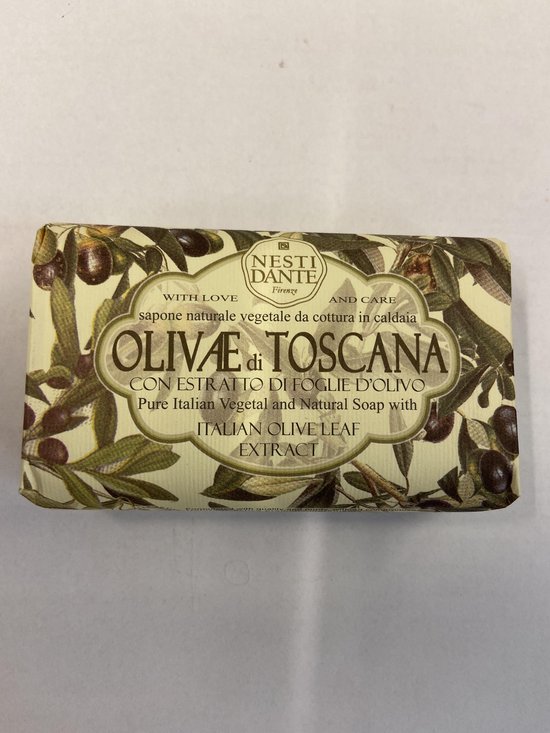 NESTI
DANTE
Firenze
WITH LOVE AND CARE
sapone naturale vegetale da cottura in caldaia
OLIVÆ di TOSCANA
CON ESTRATTO DI FOGLIE D'OLIVO
Pure Italian Vegetal and Natural Soap with
ITALIAN OLIVE LEAF
EXTRACT